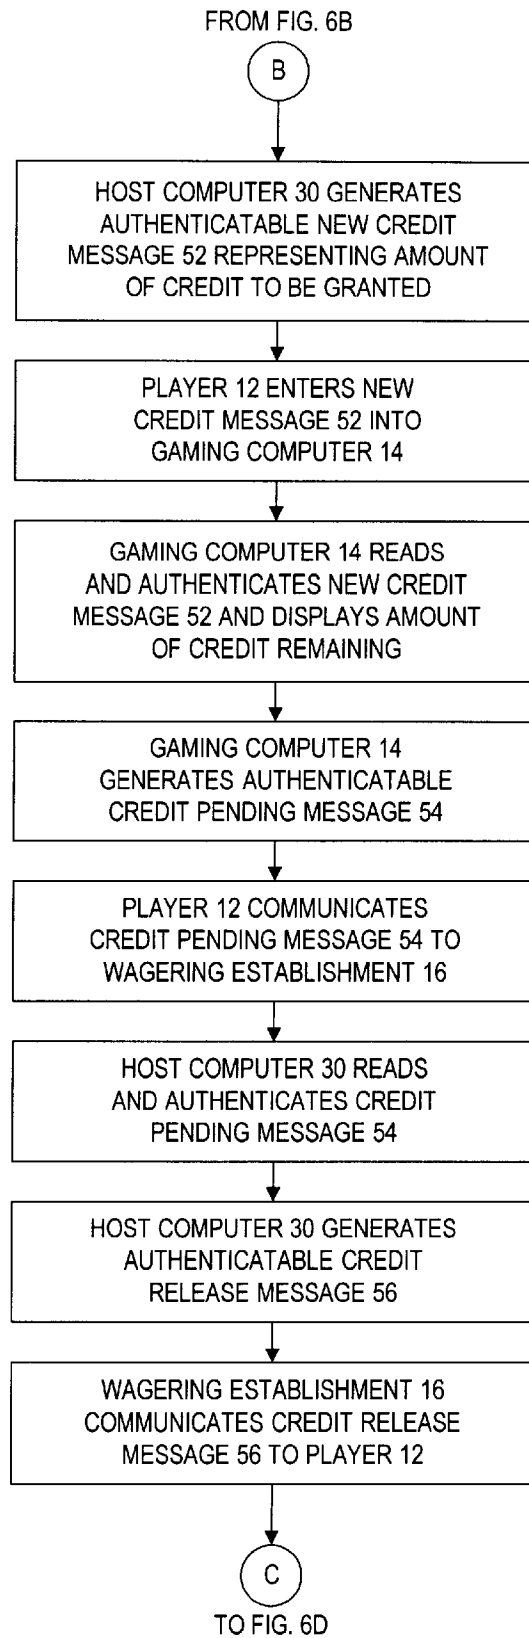 FROM FIG. 6B
B
HOST COMPUTER 30 GENERATES
AUTHENTICATABLE NEW CREDIT
MESSAGE 52 REPRESENTING AMOUNT
OF CREDIT TO BE GRANTED
PLAYER 12 ENTERS NEW
CREDIT MESSAGE 52 INTO
GAMING COMPUTER 14
GAMING COMPUTER 14 READS
AND AUTHENTICATES NEW CREDIT
MESSAGE 52 AND DISPLAYS AMOUNT
OF CREDIT REMAINING
GAMING COMPUTER 14
GENERATES AUTHENTICATABLE
CREDIT PENDING MESSAGE 54
PLAYER 12 COMMUNICATES
CREDIT PENDING MESSAGE 54 TO
WAGERING ESTABLISHMENT 16
HOST COMPUTER 30 READS
AND AUTHENTICATES CREDIT
PENDING MESSAGE 54
HOST COMPUTER 30 GENERATES
AUTHENTICATABLE CREDIT
RELEASE MESSAGE 56
WAGERING ESTABLISHMENT 16
COMMUNICATES CREDIT RELEASE
MESSAGE 56 TO PLAYER 12
C
TO FIG. 6D